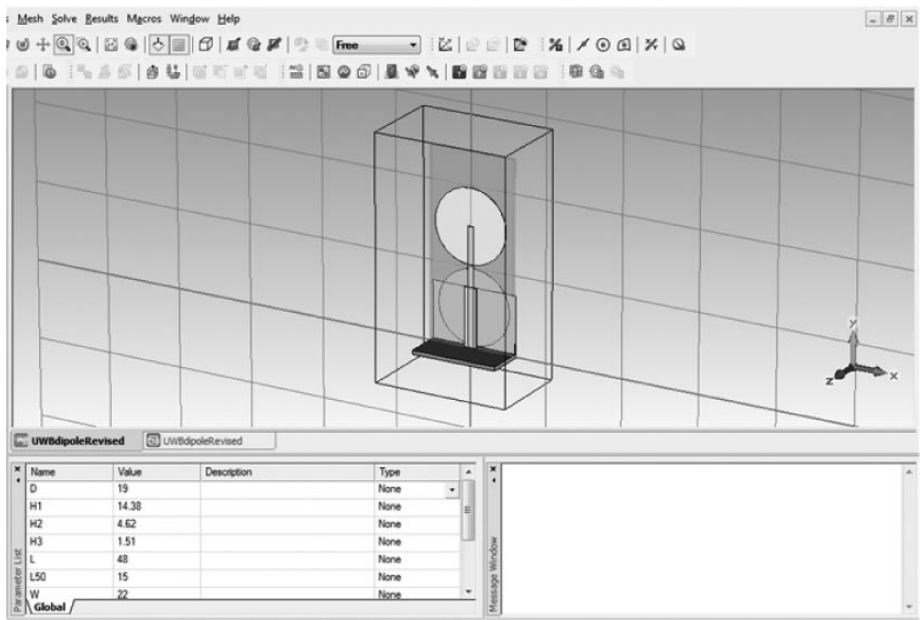 Mesh Solve Results Macros Window Help
Free
y
x
z
UWBdipoleRevised UWBdipoleRevised
Name Value Description Type
D 19 None
H1 14.38 None
H2 4.62 None
H3 1.51 None
L 48 None
L50 15 None
W 22 None
Global
Parameter List
Message Window